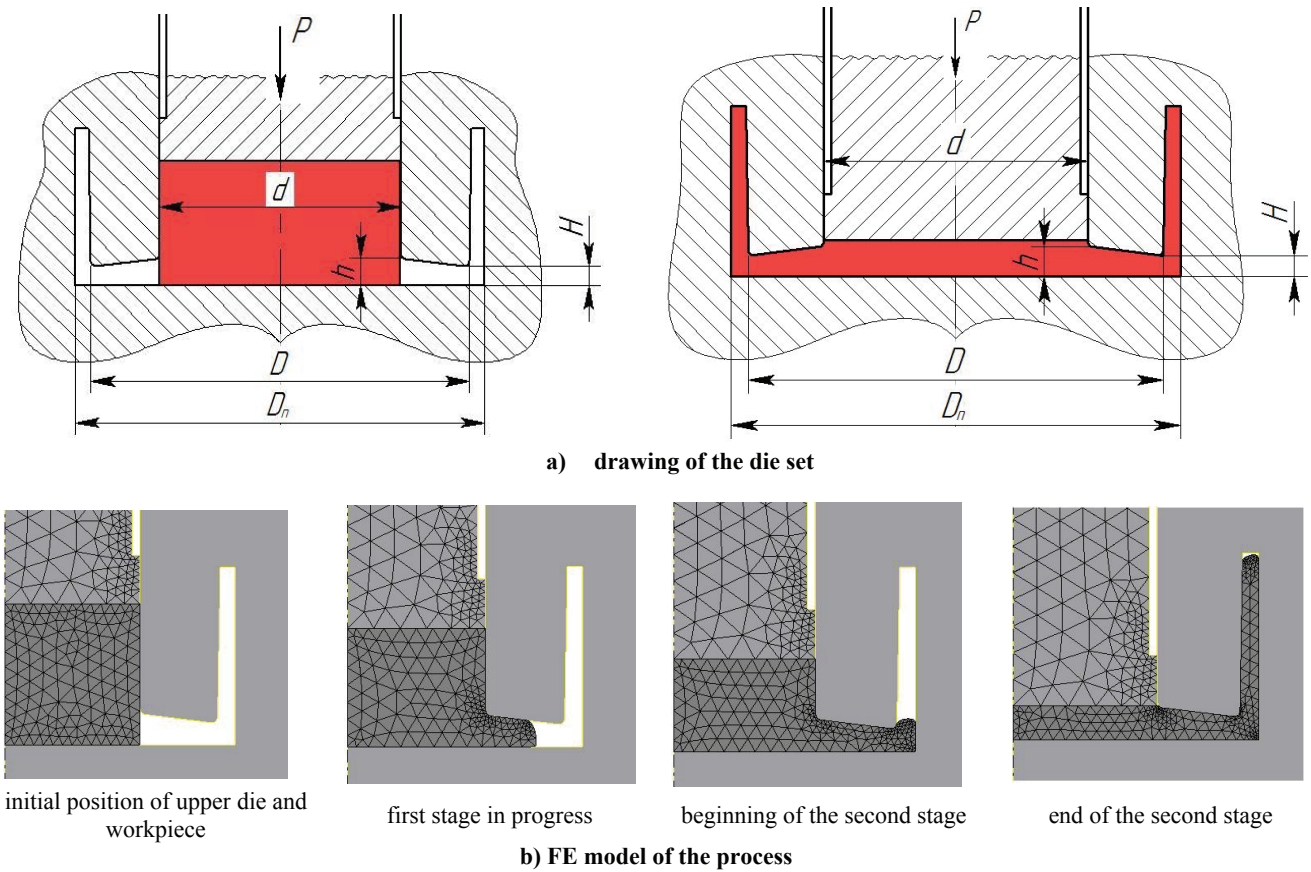 P
d
h
H
D
Dп
P
d
h
H
D
Dп
a) drawing of the die set
initial position of upper die and
workpiece
first stage in progress
beginning of the second stage
end of the second stage
b) FE model of the process